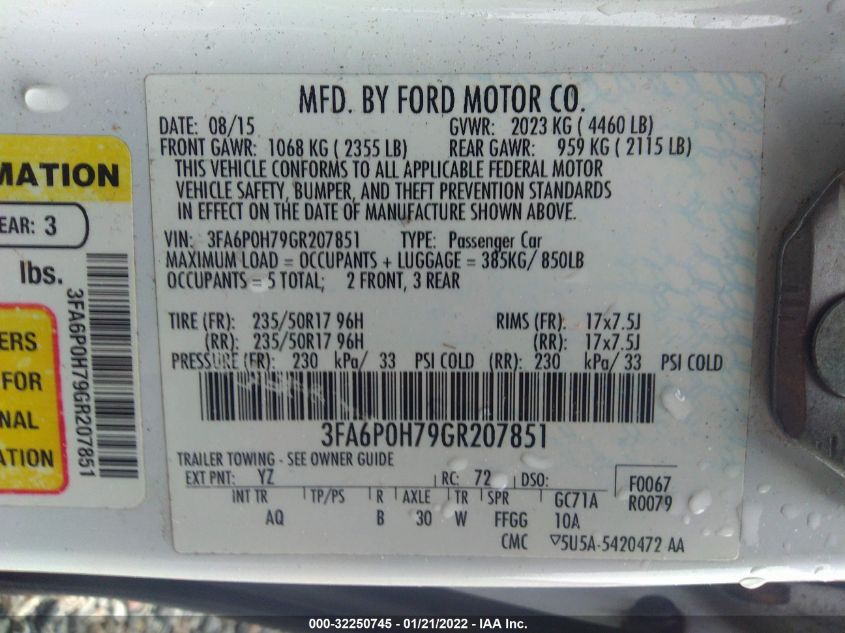 MFD. BY FORD MOTOR CO.
DATE: 08/15 GVWR: 2023 KG ( 4460 LB)
FRONT GAWR: 1068 KG ( 2355 LB) REAR GAWR: 959 KG ( 2115 LB)
THIS VEHICLE CONFORMS TO ALL APPLICABLE FEDERAL MOTOR
VEHICLE SAFETY, BUMPER, AND THEFT PREVENTION STANDARDS
IN EFFECT ON THE DATE OF MANUFACTURE SHOWN ABOVE.
VIN: 3FA6P0H79GR207851 TYPE: Passenger Car
MAXIMUM LOAD = OCCUPANTS + LUGGAGE = 385KG/ 850LB
OCCUPANTS = 5 TOTAL; 2 FRONT, 3 REAR
TIRE (FR): 235/50R17 96H RIMS (FR): 17x7.5J
(RR): 235/50R17 96H (RR): 17x7.5J
PRESSURE (FR): 230 kPa/ 33 PSI COLD (RR): 230 kPa/ 33 PSI COLD
3FA6P0H79GR207851
TRAILER TOWING - SEE OWNER GUIDE
EXT PNT: YZ RC: 72 DSO: F0067
INT TR TP/PS R AXLE TR SPR GC71A R0079
AQ B 30 W FFGG 10A
CMC ▽5U5A-5420472 AA
MATION
EAR: 3
lbs.
3FA6P0H79GR207851
ERS
FOR
NAL
ATION
000-32250745 - 01/21/2022 - IAA Inc.